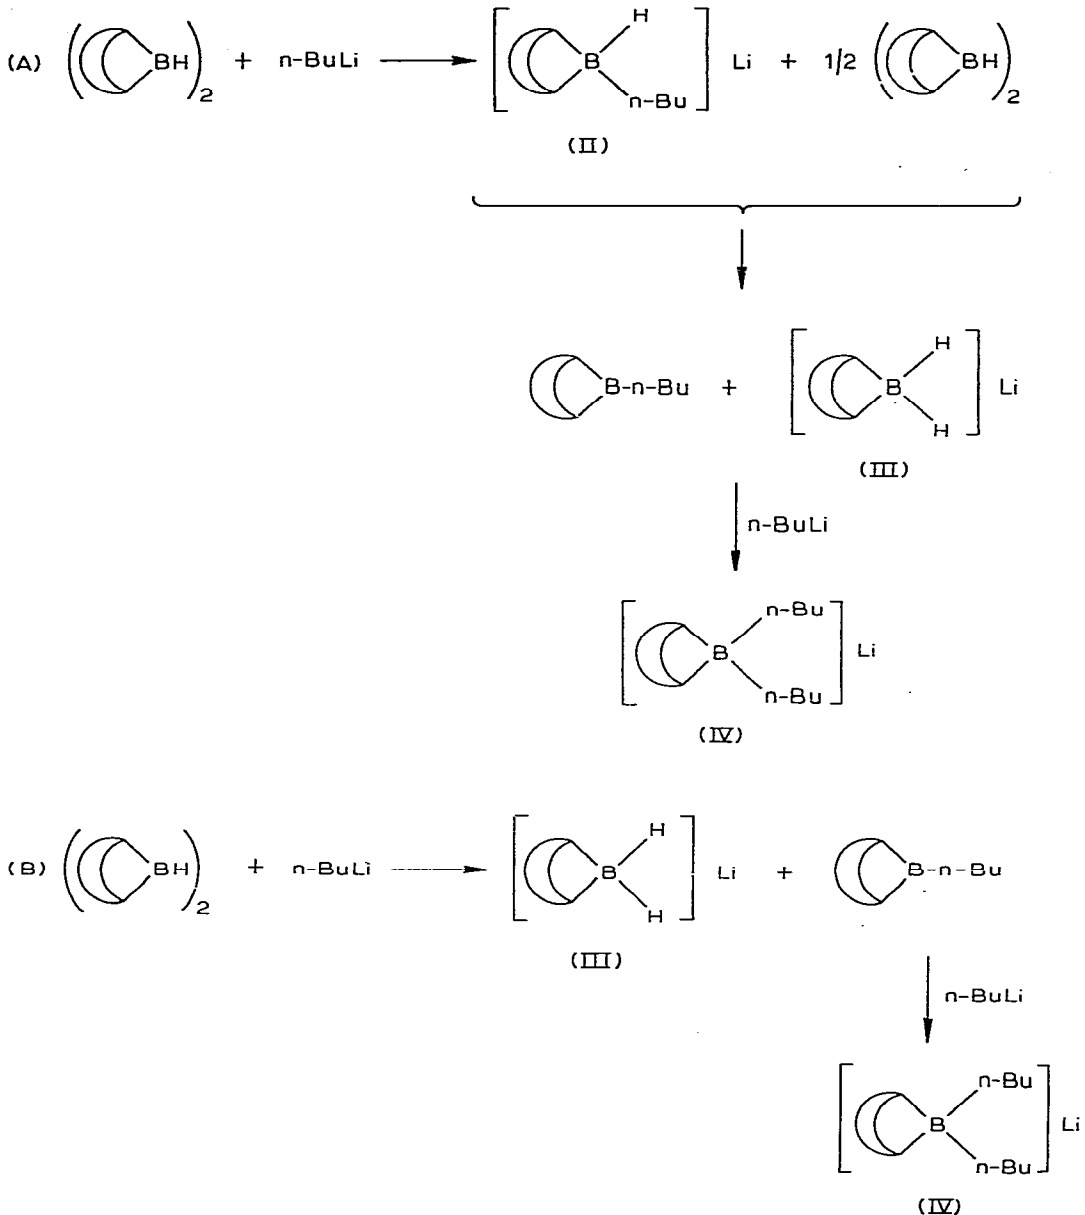 (A) (BH)2 + n-BuLi [B H n-Bu] Li + 1/2 (BH)2
(II)
B-n-Bu + [B H H] Li
(III)
n-BuLi
[B n-Bu n-Bu] Li
(IV)
(B) (BH)2 + n-BuLi [B H H] Li + B-n-Bu
(III)
n-BuLi
[B n-Bu n-Bu] Li
(IV)